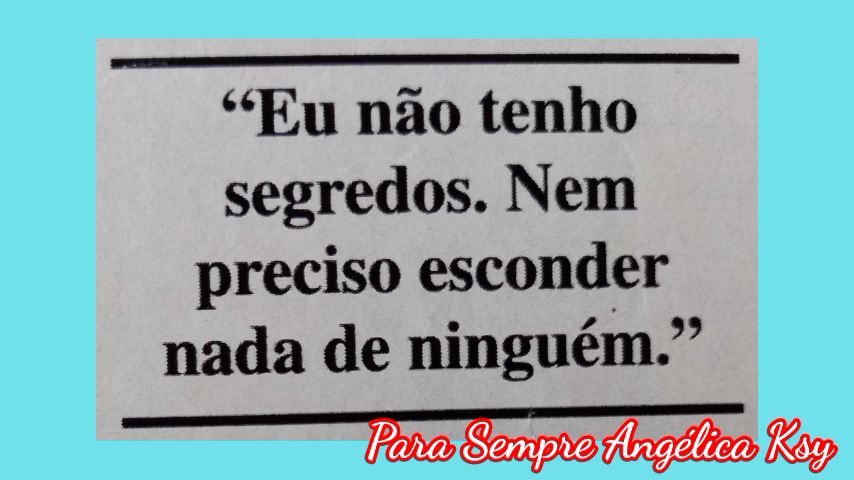 “Eu não tenho
segredos. Nem
preciso esconder
nada de ninguém.”
Para Sempre Angélica Ksy